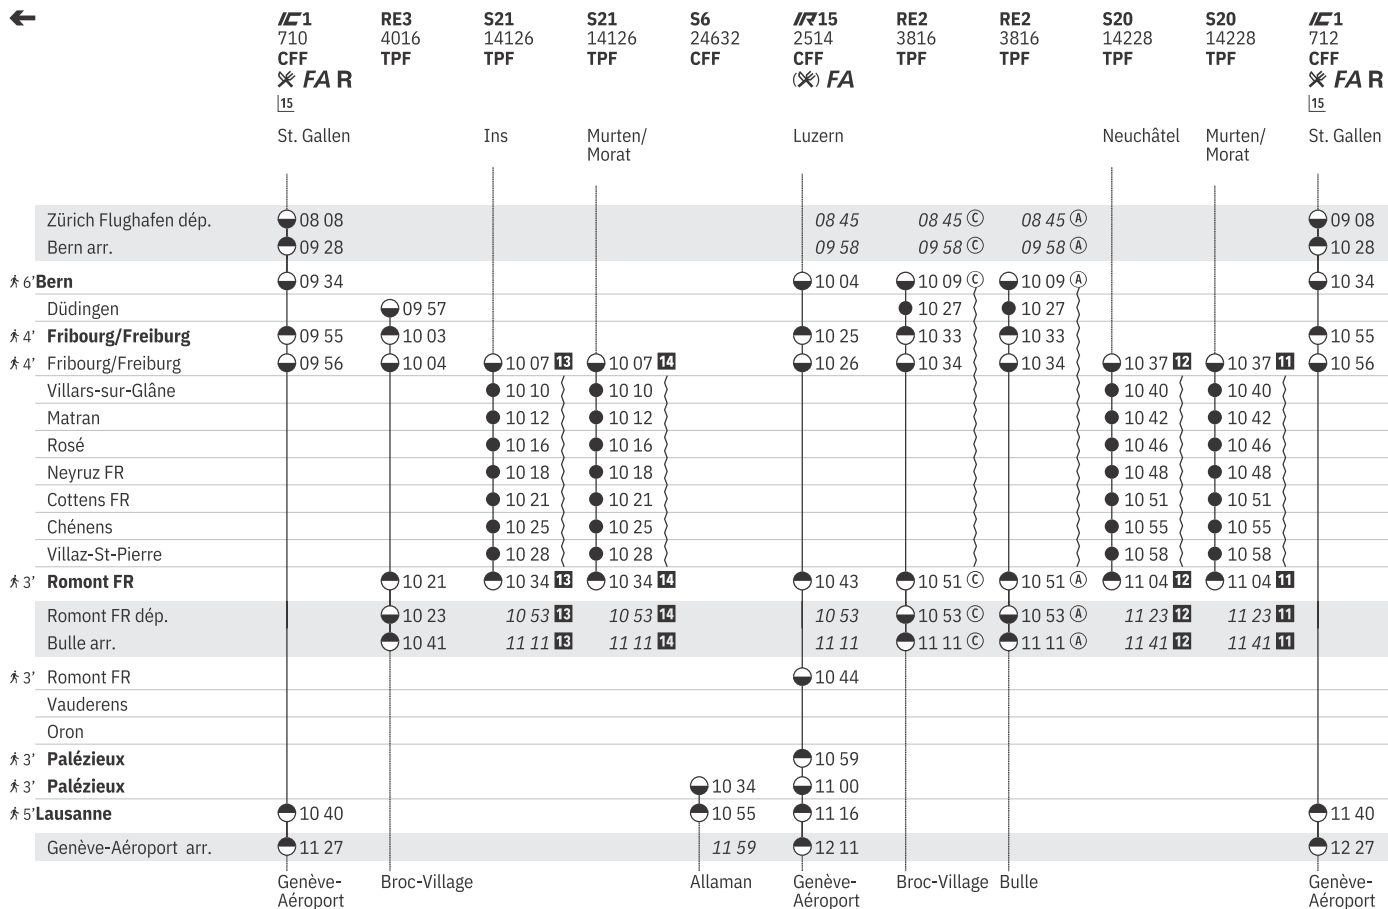 IC1 RE3 S21 S21 S6 IR15 RE2 RE2 S20 S20 IC1
710 4016 14126 14126 24632 2514 3816 3816 14228 14228 712
CFF TPF TPF TPF CFF CFF TPF TPF TPF TPF CFF
FA R ( ) FA FA R
15 15
St. Gallen Ins Murten/ Luzern Neuchâtel Murten/ St. Gallen
Morat Morat
Zürich Flughafen dép. 08 08 08 45 08 45 C 08 45 A 09 08
Bern arr. 09 28 09 58 09 58 C 09 58 A 10 28
6' Bern 09 34 10 04 10 09 C 10 09 A 10 34
Düdingen 09 57 10 27 10 27
4' Fribourg/Freiburg 09 55 10 03 10 25 10 33 10 33 10 55
4' Fribourg/Freiburg 09 56 10 04 10 07 13 10 07 14 10 26 10 34 10 34 10 37 12 10 37 11 10 56
Villars-sur-Glâne 10 10 10 10 10 40 10 40
Matran 10 12 10 12 10 42 10 42
Rosé 10 16 10 16 10 46 10 46
Neyruz FR 10 18 10 18 10 48 10 48
Cottens FR 10 21 10 21 10 51 10 51
Chénens 10 25 10 25 10 55 10 55
Villaz-St-Pierre 10 28 10 28 10 58 10 58
3' Romont FR 10 21 10 34 13 10 34 14 10 43 10 51 C 10 51 A 11 04 12 11 04 11
Romont FR dép. 10 23 10 53 13 10 53 14 10 53 10 53 C 10 53 A 11 23 12 11 23 11
Bulle arr. 10 41 11 11 13 11 11 14 11 11 11 11 C 11 11 A 11 41 12 11 41 11
3' Romont FR 10 44
Vauderens
Oron
3' Palézieux 10 59
3' Palézieux 10 34 11 00
5' Lausanne 10 40 10 55 11 16 11 40
Genève-Aéroport arr. 11 27 11 59 12 11 12 27
Genève- Broc-Village Allaman Genève- Broc-Village Bulle Genève-
Aéroport Aéroport Aéroport